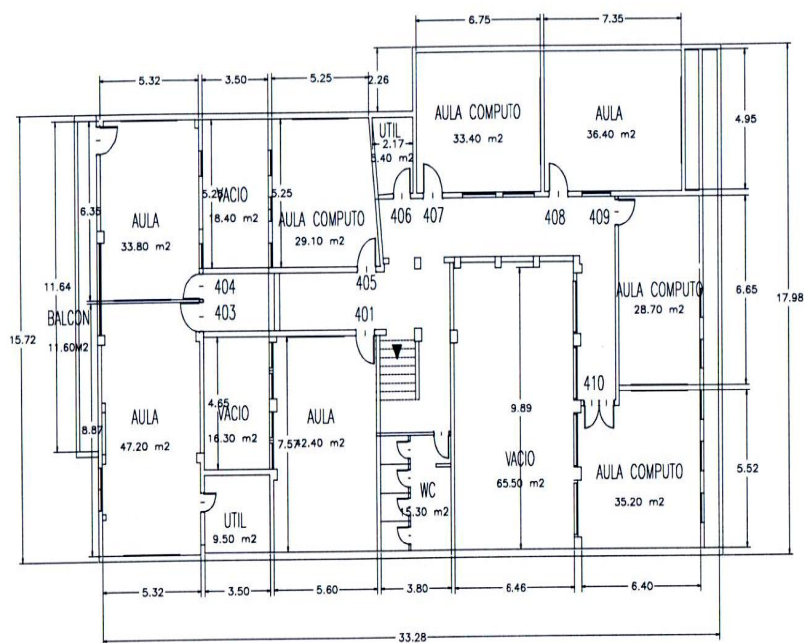 6.75
7.35
5.32
3.50
5.25
2.26
AULA COMPUTO
33.40 m2
AULA
36.40 m2
4.95
UTIL
2.17
5.40 m2
VACIO
18.40 m2
5.25
5.25
AULA COMPUTO
29.10 m2
6.35
AULA
33.80 m2
406
407
408
409
404
403
405
401
11.64
15.72
BALCON
11.60M2
AULA COMPUTO
28.70 m2
6.65
17.98
410
4.65
VACIO
16.30 m2
AULA
42.40 m2
7.57
9.89
VACIO
65.50 m2
8.87
AULA
47.20 m2
AULA COMPUTO
35.20 m2
5.52
WC
15.30 m2
UTIL
9.50 m2
5.32
3.50
5.60
3.80
6.46
6.40
33.28